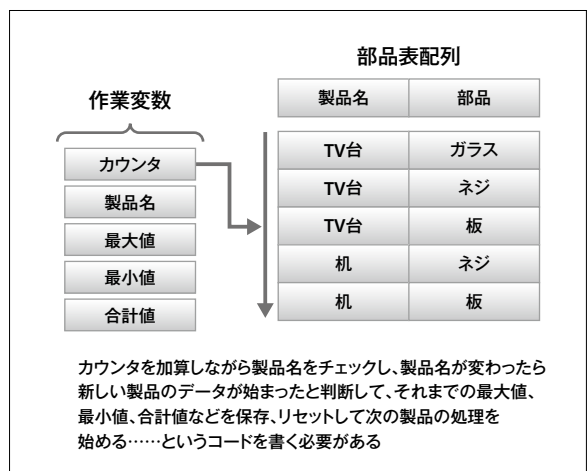 部品表配列
作業変数
製品名 部品
カウンタ
製品名
最大値
最小値
合計値
TV台 ガラス
TV台 ネジ
TV台 板
机 ネジ
机 板
カウンタを加算しながら製品名をチェックし、製品名が変わったら
新しい製品のデータが始まったと判断して、それまでの最大値、
最小値、合計値などを保存、リセットして次の製品の処理を
始める……というコードを書く必要がある